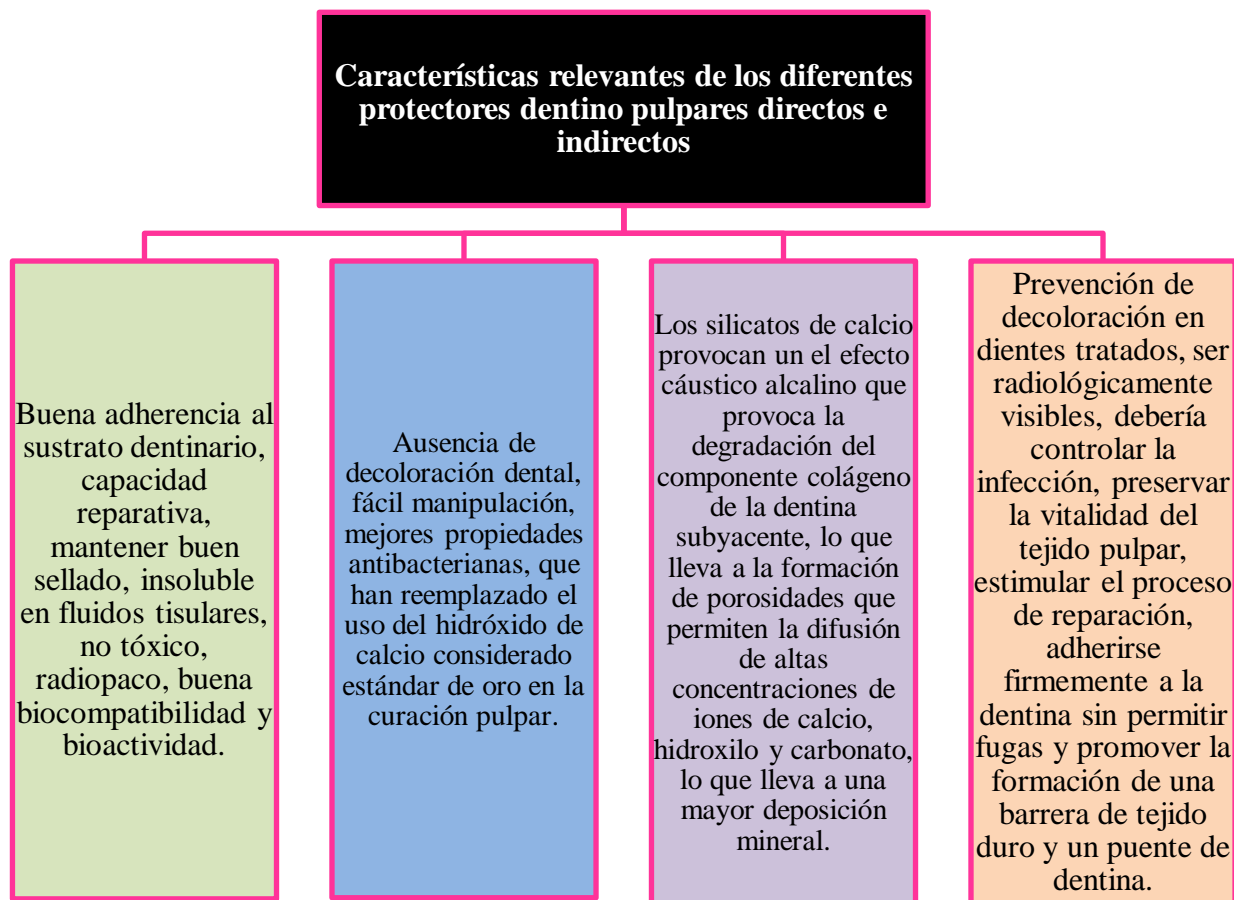 Características relevantes de los diferentes
protectores dentino pulpares directos e
indirectos
Buena adherencia al
sustrato dentinario,
capacidad
reparativa,
mantener buen
sellado, insoluble
en fluidos tisulares,
no tóxico,
radiopaco, buena
biocompatibilidad y
bioactividad.
Ausencia de
decoloración dental,
fácil manipulación,
mejores propiedades
antibacterianas, que
han reemplazado el
uso del hidróxido de
calcio considerado
estándar de oro en la
curación pulpar.
Los silicatos de calcio
provocan un el efecto
cáustico alcalino que
provoca la
degradación del
componente colágeno
de la dentina
subyacente, lo que
lleva a la formación
de porosidades que
permiten la difusión
de altas
concentraciones de
iones de calcio,
hidroxilo y carbonato,
lo que lleva a una
mayor deposición
mineral.
Prevención de
decoloración en
dientes tratados, ser
radiológicamente
visibles, debería
controlar la
infección, preservar
la vitalidad del
tejido pulpar,
estimular el proceso
de reparación,
adherirse
firmemente a la
dentina sin permitir
fugas y promover la
formación de una
barrera de tejido
duro y un puente de
dentina.